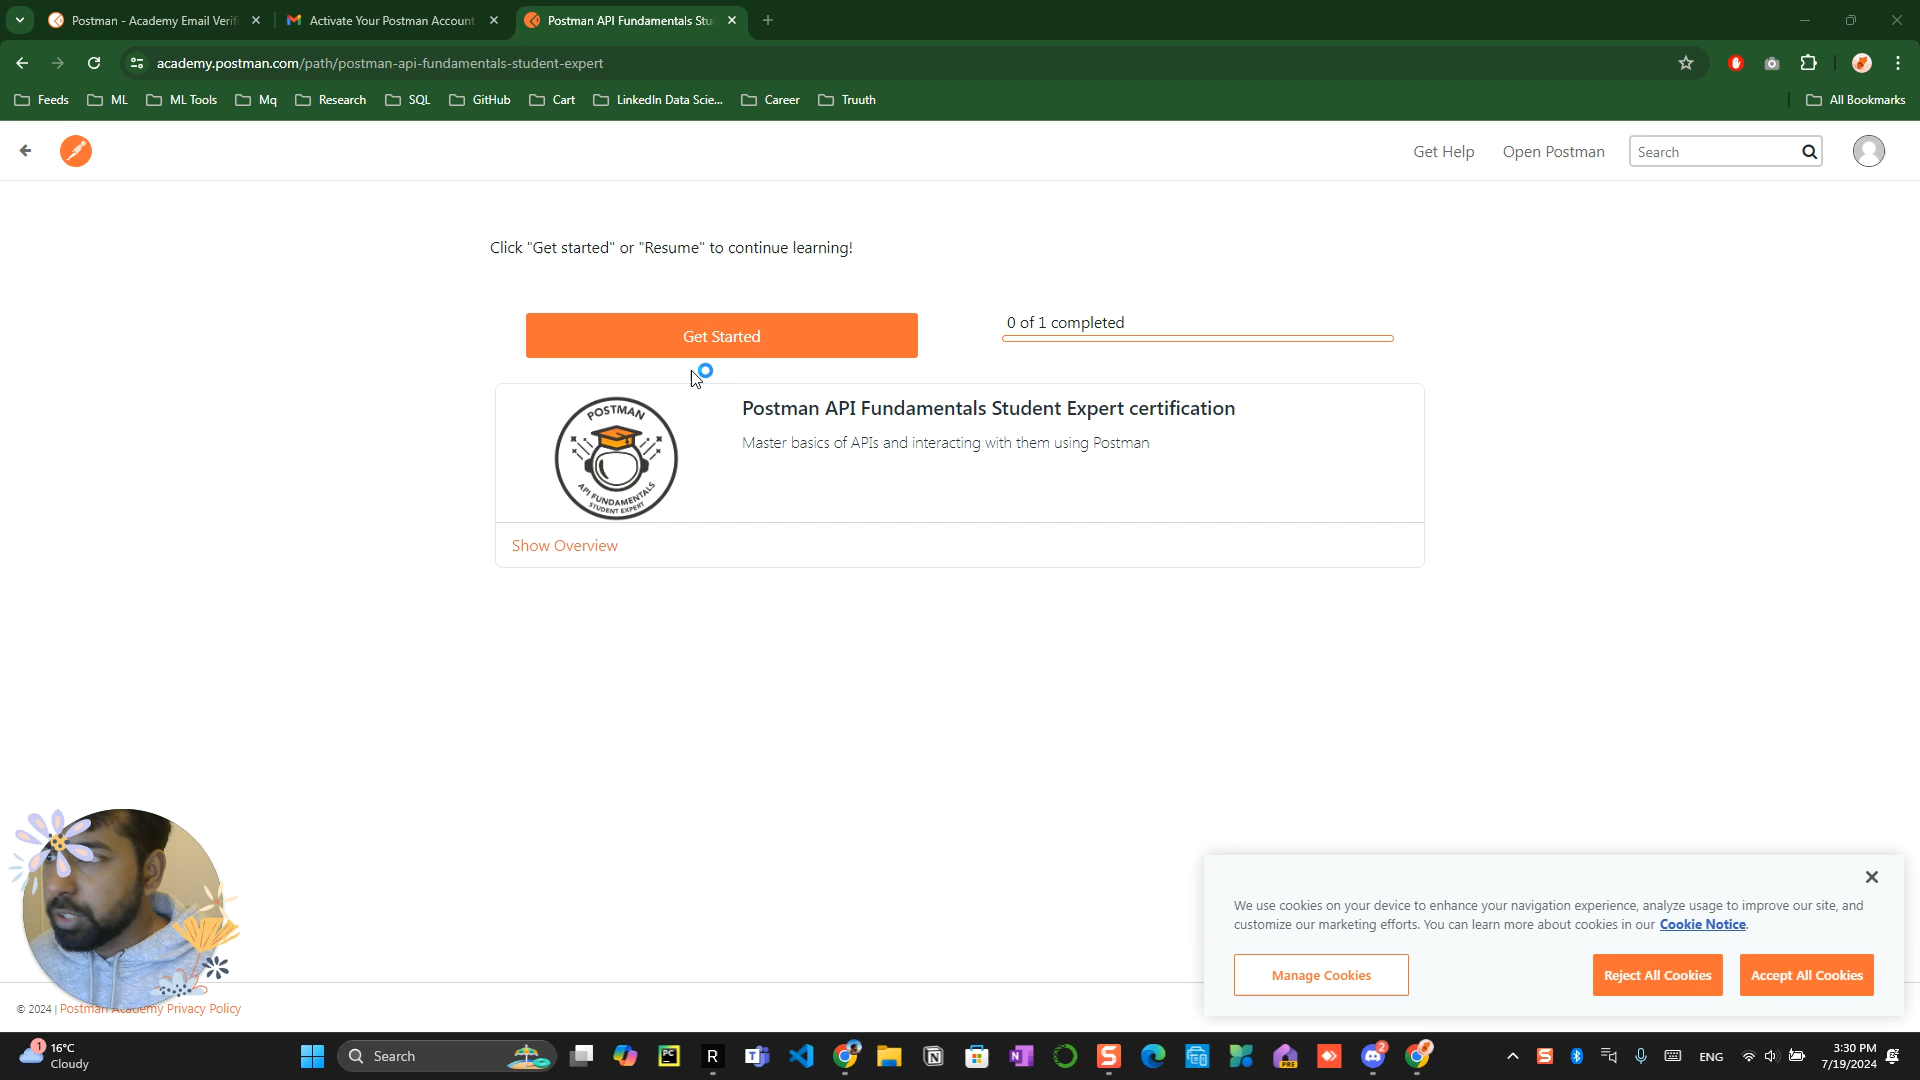 Postman - Academy Email Verifi
Activate Your Postman Account
Postman API Fundamentals Stu
academy.postman.com/path/postman-api-fundamentals-student-expert
Feeds
ML
ML Tools
Mq
Research
SQL
GitHub
Cart
LinkedIn Data Scie...
Career
Truuth
All Bookmarks
Get Help
Open Postman
Search
Click "Get started" or "Resume" to continue learning!
Get Started
0 of 1 completed
POSTMAN
API FUNDAMENTALS
STUDENT EXPERT
Postman API Fundamentals Student Expert certification
Master basics of APIs and interacting with them using Postman
Show Overview
We use cookies on your device to enhance your navigation experience, analyze usage to improve our site, and
customize our marketing efforts. You can learn more about cookies in our Cookie Notice.
Manage Cookies
Reject All Cookies
Accept All Cookies
© 2024 | Postman Academy Privacy Policy
1
16°C
Cloudy
Search
PC
R
T
N
N
S
PRE
2
S
ENG
3:30 PM
7/19/2024